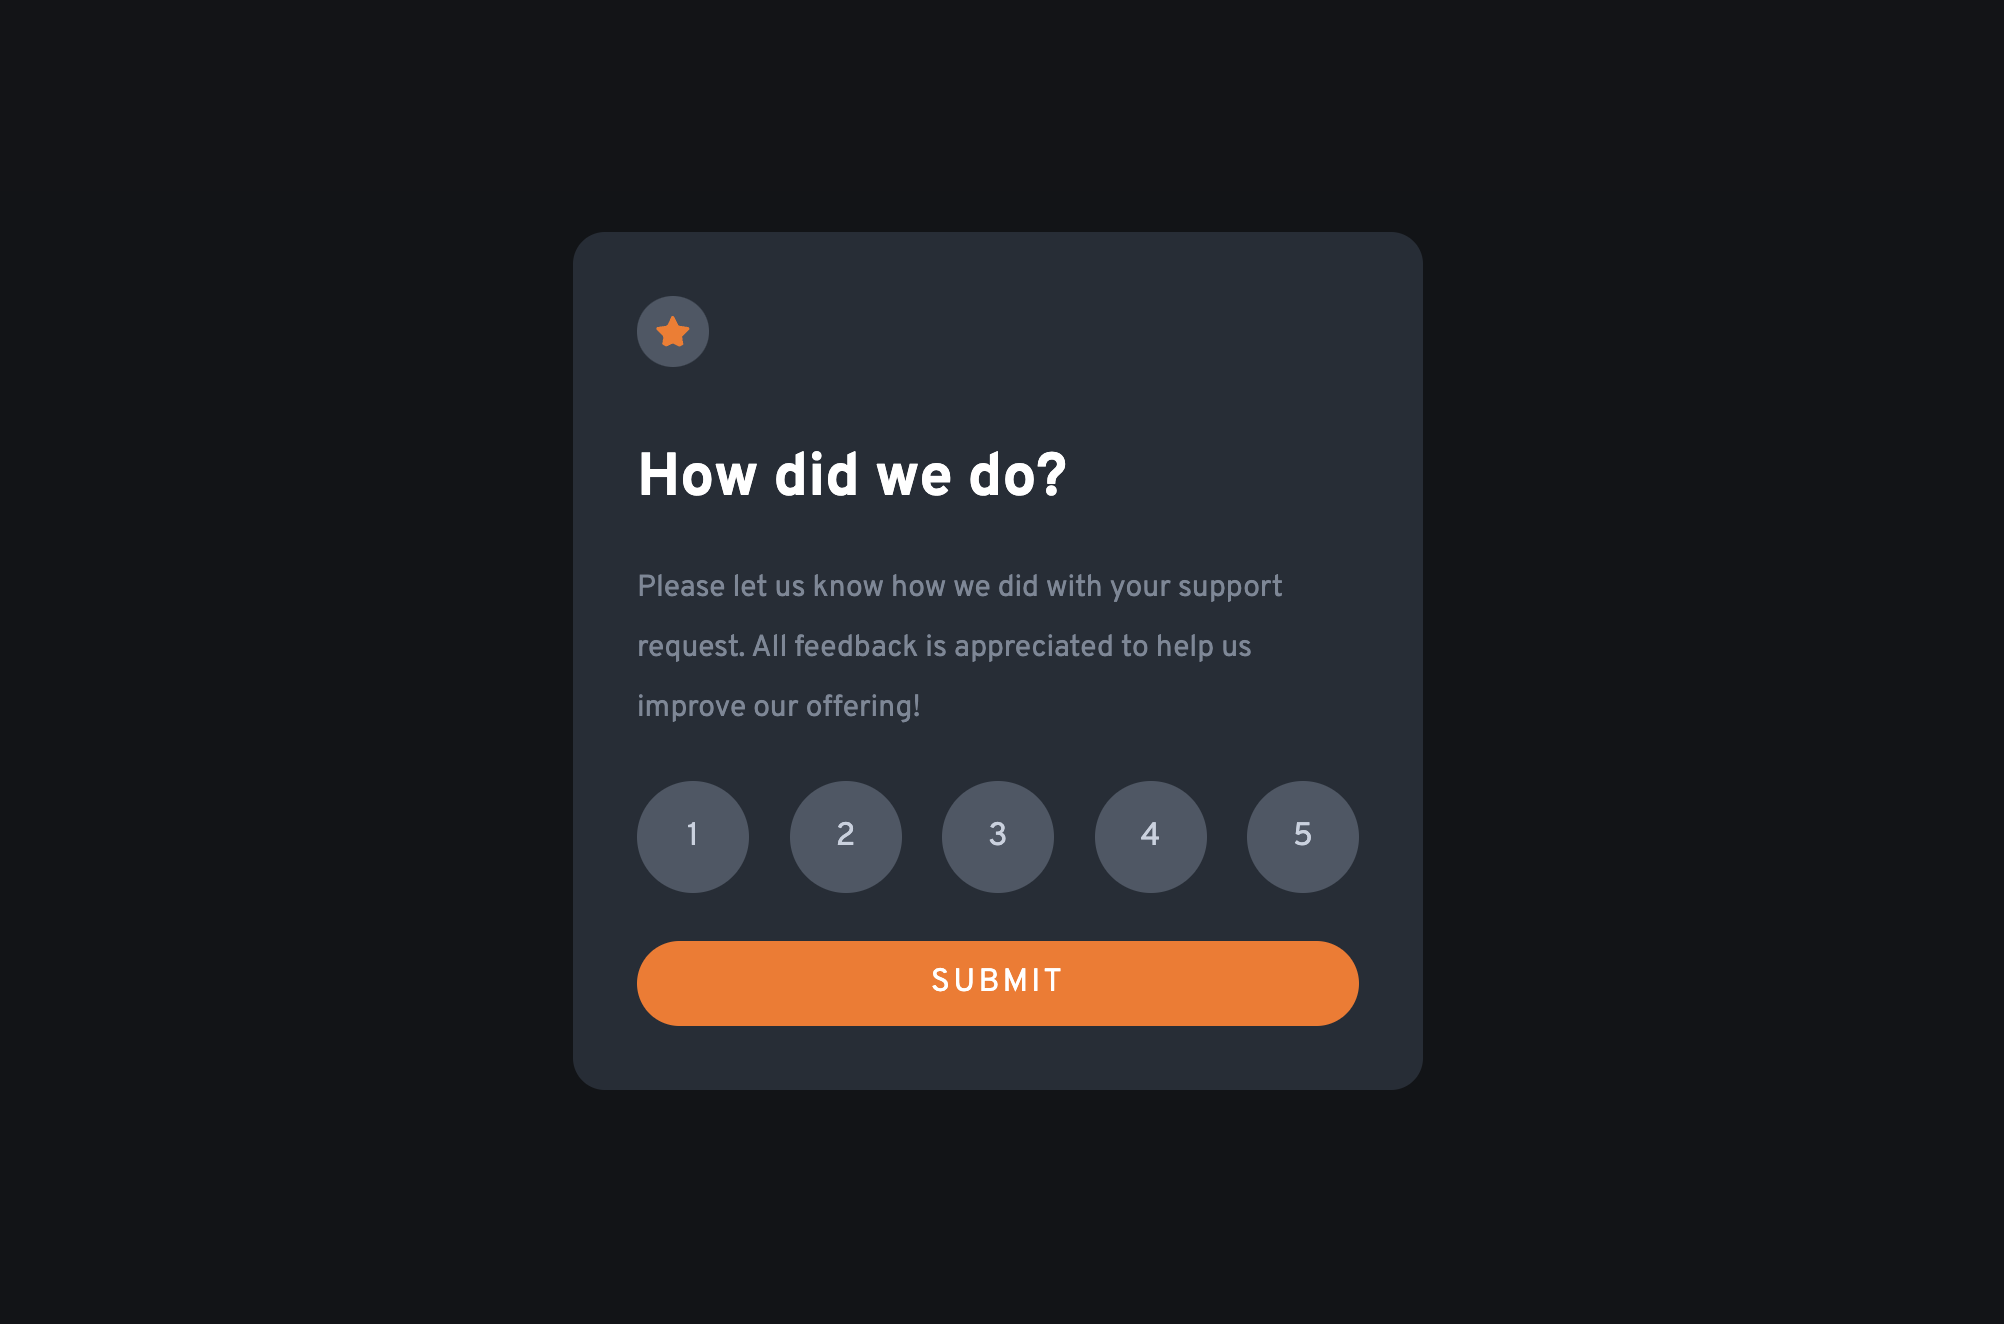 How did we do?
Please let us know how we did with your support
request. All feedback is appreciated to help us
improve our offering!
1 2 3 4 5
SUBMIT